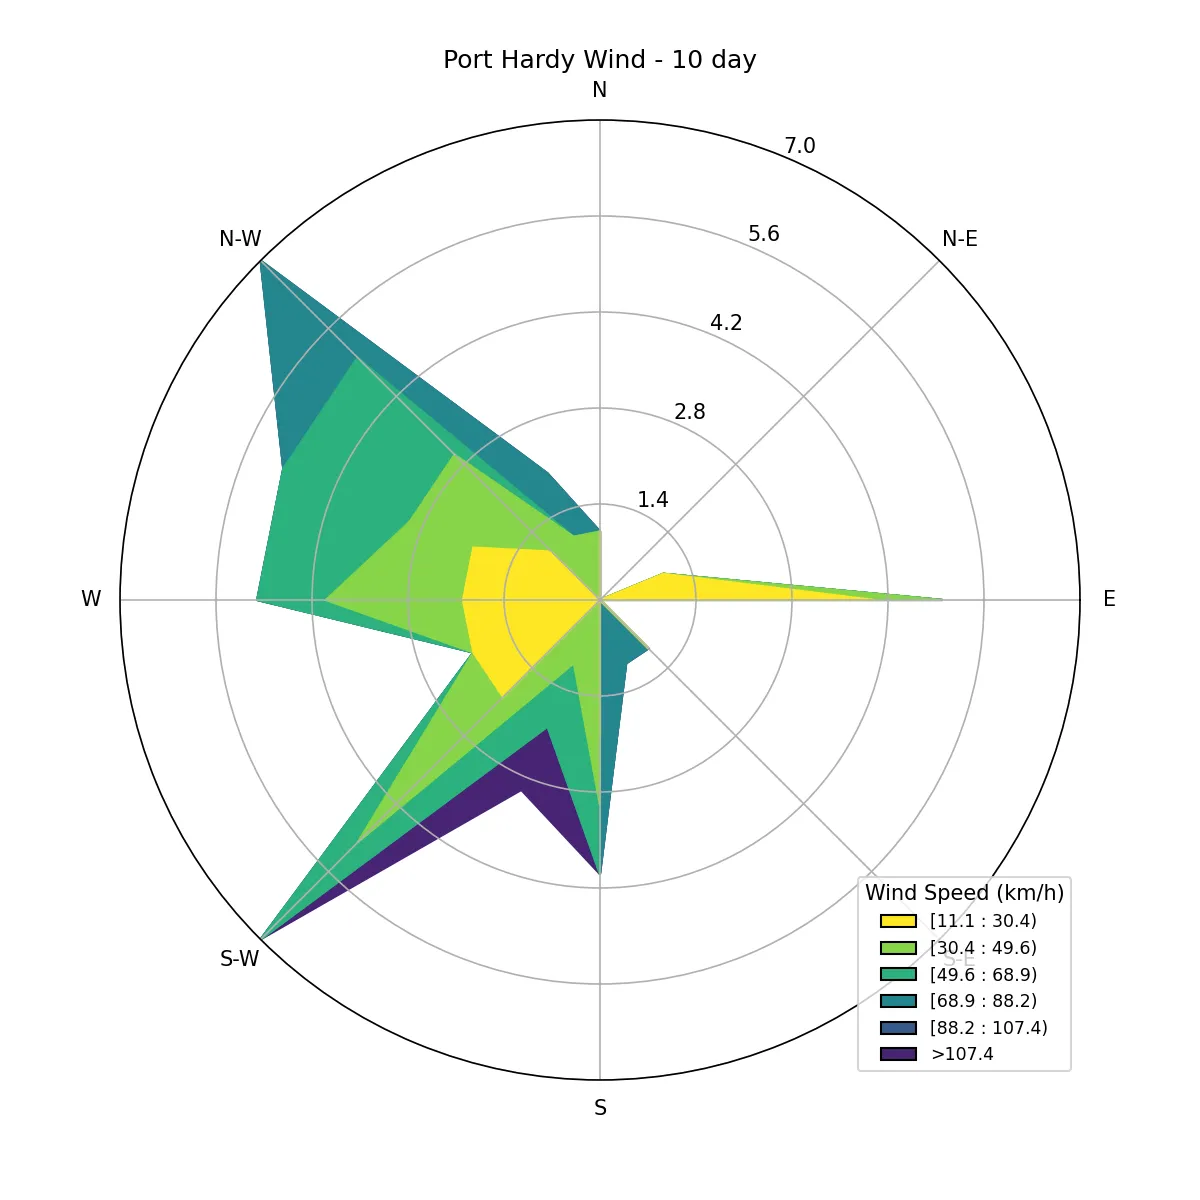 Port Hardy Wind - 10 day
N
7.0
5.6
N-W
N-E
4.2
2.8
1.4
W
E
Wind Speed (km/h)
[11.1 : 30.4)
[30.4 : 49.6)
S-W
S-E
[49.6 : 68.9)
[68.9 : 88.2)
[88.2 : 107.4)
>107.4
S